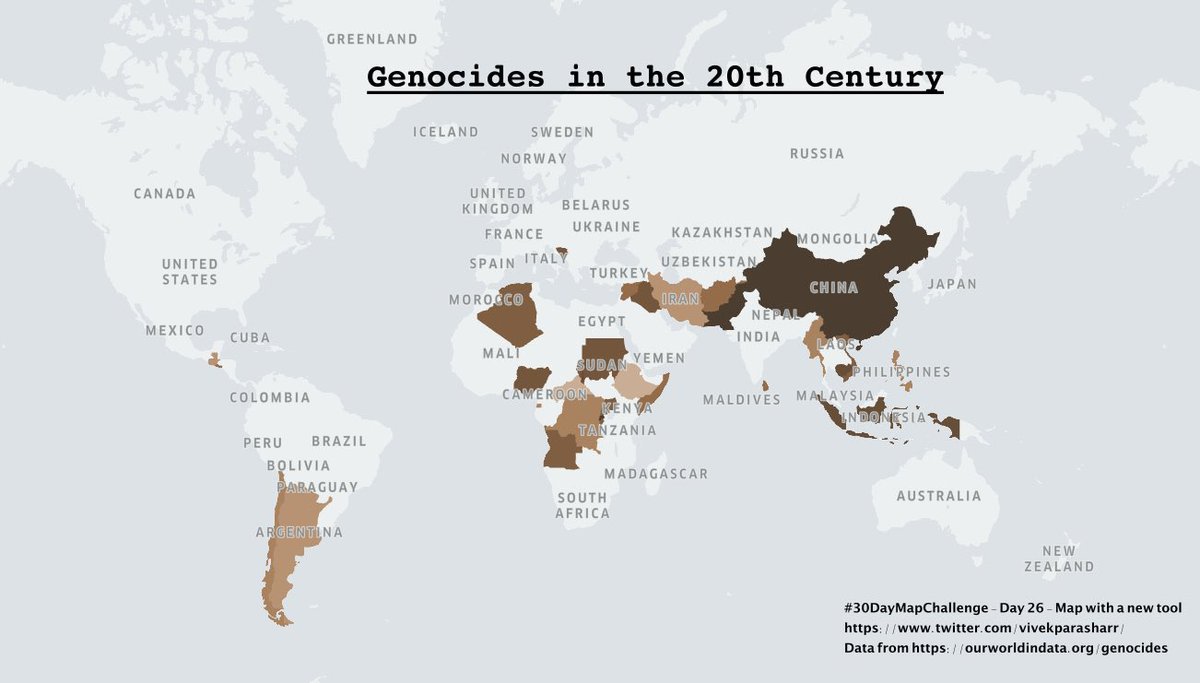 GREENLAND
Genocides in the 20th Century
ICELAND
SWEDEN
NORWAY
RUSSIA
CANADA
UNITED
KINGDOM
BELARUS
UKRAINE
FRANCE
KAZAKHSTAN
MONGOLIA
ITALY
SPAIN
UZBEKISTAN
UNITED
STATES
TURKEY
JAPAN
CHINA
MOROCCO
IRAN
EGYPT
NEPAL
MEXICO
CUBA
INDIA
LAOS
MALI
SUDAN
YEMEN
PHILIPPINES
COLOMBIA
CAMEROON
MALDIVES
MALAYSIA
KENYA
INDONESIA
TANZANIA
PERU
BRAZIL
BOLIVIA
MADAGASCAR
PARAGUAY
SOUTH
AFRICA
AUSTRALIA
ARGENTINA
NEW
ZEALAND
#30DayMapChallenge - Day 26 - Map with a new tool
https://www.twitter.com/vivekparasharr/
Data from https://ourworldindata.org/genocides